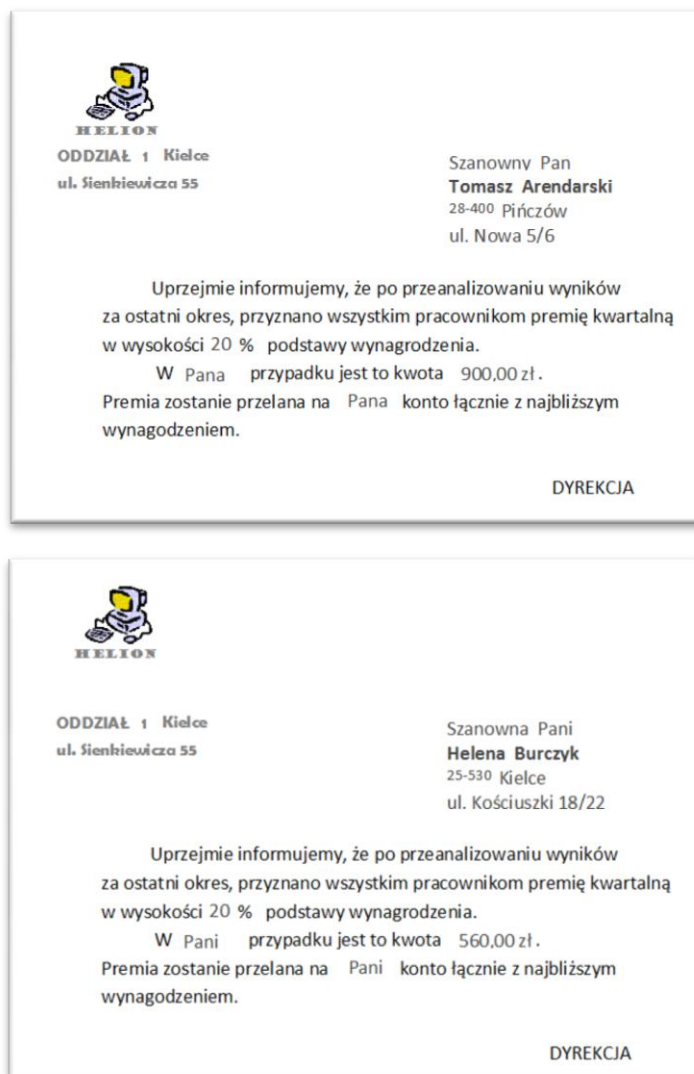 HELION
ODDZIAŁ 1 Kielce
ul. Sienkiewicza 55
Szanowny Pan
Tomasz Arendarski
28-400 Pińczów
ul. Nowa 5/6
Uprzejmie informujemy, że po przeanalizowaniu wyników
za ostatni okres, przyznano wszystkim pracownikom premię kwartalną
w wysokości 20 % podstawy wynagrodzenia.
W Pana przypadku jest to kwota 900,00 zł.
Premia zostanie przelana na Pana konto łącznie z najbliższym
wynagodzeniem.
DYREKCJA
HELION
ODDZIAŁ 1 Kielce
ul. Sienkiewicza 55
Szanowna Pani
Helena Burczyk
25-530 Kielce
ul. Kościuszki 18/22
Uprzejmie informujemy, że po przeanalizowaniu wyników
za ostatni okres, przyznano wszystkim pracownikom premię kwartalną
w wysokości 20 % podstawy wynagrodzenia.
W Pani przypadku jest to kwota 560,00 zł.
Premia zostanie przelana na Pani konto łącznie z najbliższym
wynagodzeniem.
DYREKCJA